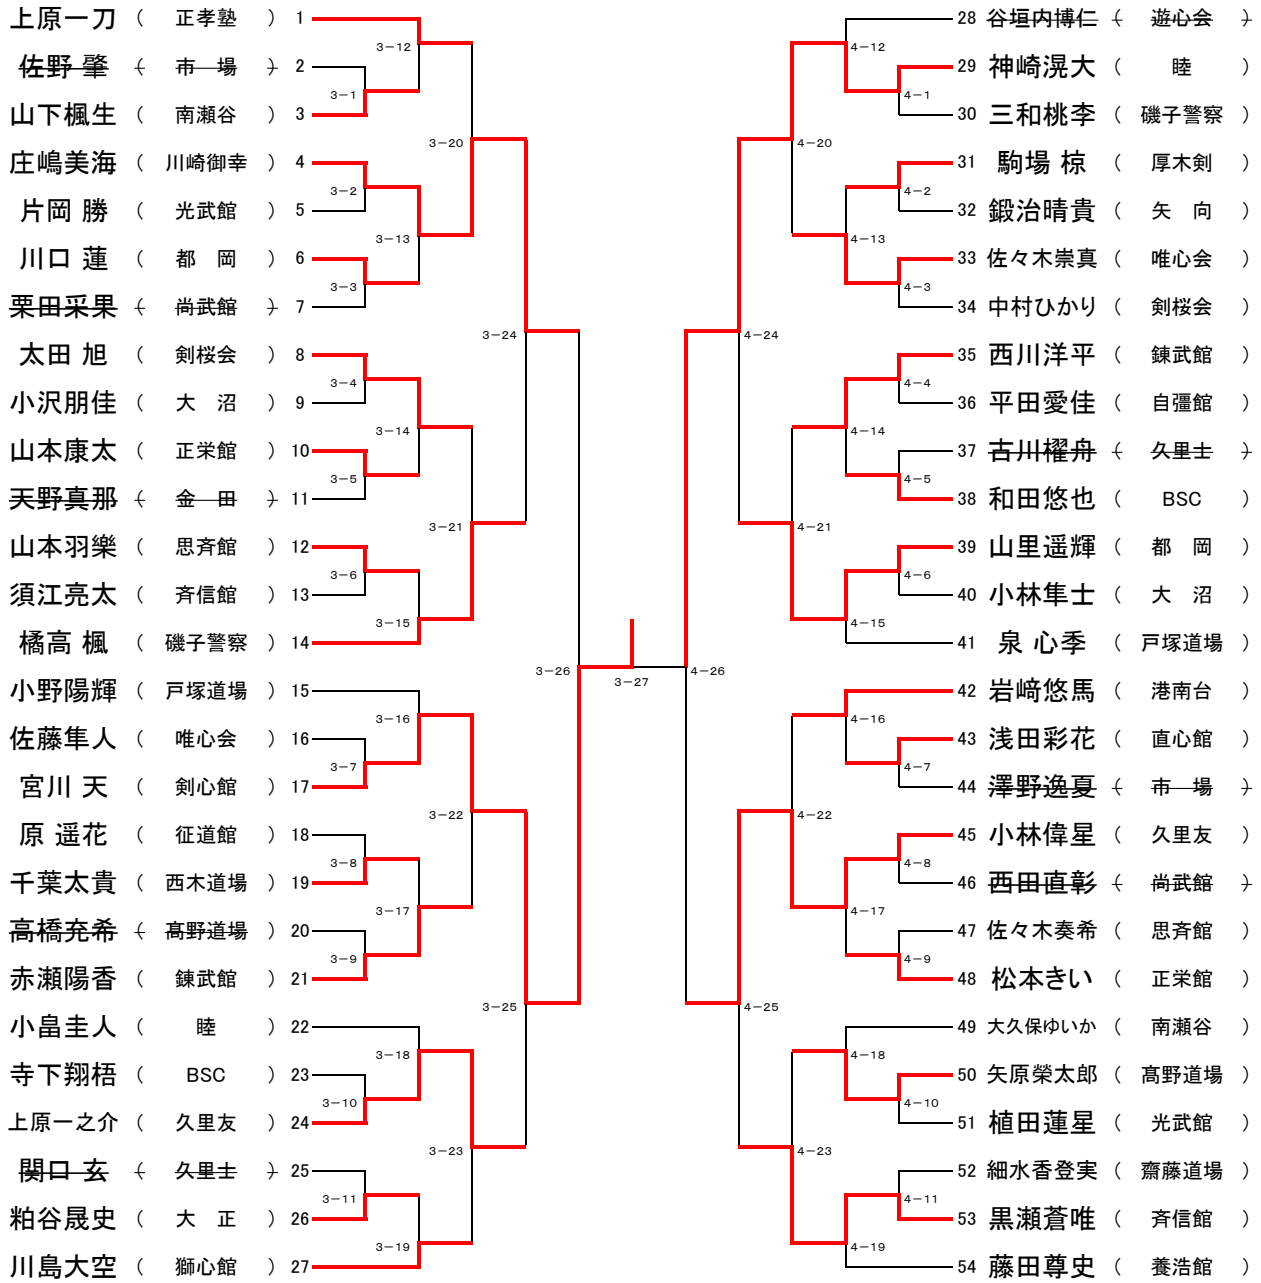 上原一刀 ( 正孝塾 ) 1
佐野 肇 ( 市 場 ) 2
山下楓生 ( 南瀬谷 ) 3
庄嶋美海 ( 川崎御幸 ) 4
片岡 勝 ( 光武館 ) 5
川口 蓮 ( 都 岡 ) 6
栗田采果 ( 尚武館 ) 7
太田 旭 ( 剣桜会 ) 8
小沢朋佳 ( 大 沼 ) 9
山本康太 ( 正栄館 ) 10
天野真那 ( 金 田 ) 11
山本羽樂 ( 思斉館 ) 12
須江亮太 ( 斉信館 ) 13
橘高 楓 ( 磯子警察 ) 14
小野陽輝 ( 戸塚道場 ) 15
佐藤隼人 ( 唯心会 ) 16
宮川 天 ( 剣心館 ) 17
原 遥花 ( 征道館 ) 18
千葉太貴 ( 西木道場 ) 19
高橋充希 ( 髙野道場 ) 20
赤瀬陽香 ( 錬武館 ) 21
小畠圭人 ( 睦 ) 22
寺下翔梧 ( BSC ) 23
上原一之介 ( 久里友 ) 24
関口 玄 ( 久里士 ) 25
粕谷晟史 ( 大 正 ) 26
川島大空 ( 獅心館 ) 27
3-1
3-2
3-3
3-4
3-5
3-6
3-7
3-8
3-9
3-10
3-11
3-12
3-13
3-14
3-15
3-16
3-17
3-18
3-19
3-20
3-21
3-22
3-23
3-24
3-25
3-26
3-27
4-26
4-24
4-25
4-20
4-21
4-22
4-23
4-12
4-13
4-14
4-15
4-16
4-17
4-18
4-19
4-1
4-2
4-3
4-4
4-5
4-6
4-7
4-8
4-9
4-10
4-11
28 谷垣内博仁 ( 遊心会 )
29 神崎滉大 ( 睦 )
30 三和桃李 ( 磯子警察 )
31 駒場 椋 ( 厚木剣 )
32 鍛治晴貴 ( 矢 向 )
33 佐々木崇真 ( 唯心会 )
34 中村ひかり ( 剣桜会 )
35 西川洋平 ( 錬武館 )
36 平田愛佳 ( 自彊館 )
37 古川櫂舟 ( 久里士 )
38 和田悠也 ( BSC )
39 山里遥輝 ( 都 岡 )
40 小林隼士 ( 大 沼 )
41 泉 心季 ( 戸塚道場 )
42 岩﨑悠馬 ( 港南台 )
43 浅田彩花 ( 直心館 )
44 澤野逸夏 ( 市 場 )
45 小林偉星 ( 久里友 )
46 西田直彰 ( 尚武館 )
47 佐々木奏希 ( 思斉館 )
48 松本きい ( 正栄館 )
49 大久保ゆいか ( 南瀬谷 )
50 矢原榮太郎 ( 髙野道場 )
51 植田蓮星 ( 光武館 )
52 細水香登実 ( 齋藤道場 )
53 黒瀬蒼唯 ( 斉信館 )
54 藤田尊史 ( 養浩館 )